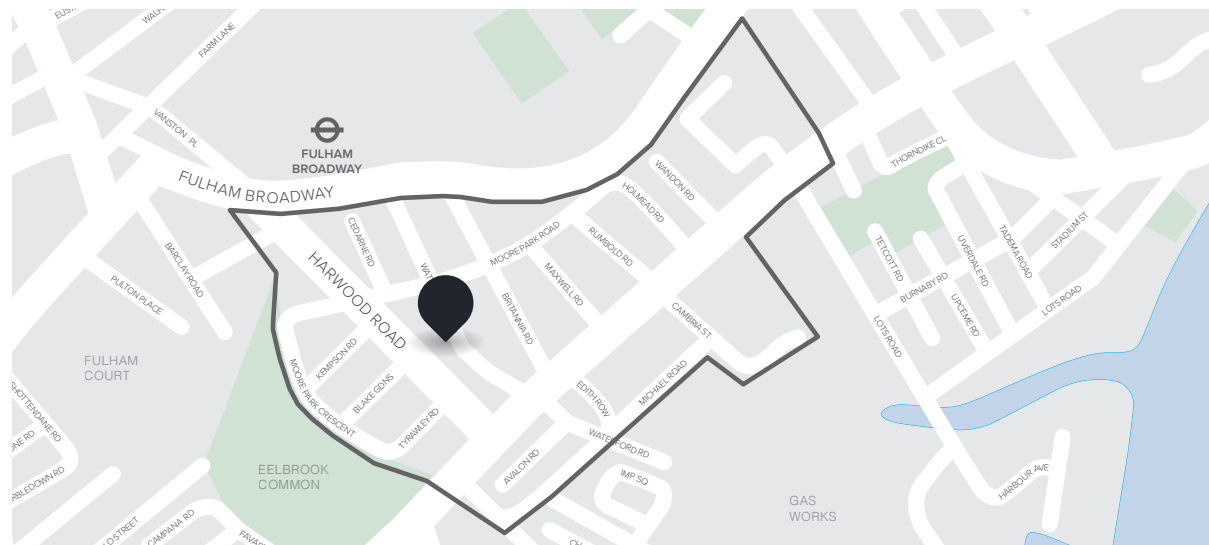 FARM LANE
VANSTON PL
FULHAM
BROADWAY
FULHAM BROADWAY
THORNDIKE CL
WANDON RD
HOLMEAD RD
CEDARNE RD
MOORE PARK ROAD
RUMBOLD RD
MAXWELL RD
BARCLAY ROAD
PULTON PLACE
HARWOOD ROAD
BRITANNIA RD
TETCOTT RD
UVERDALE RD
TADEMA ROAD
STADIUM ST
BURNABY RD
UPCEME RD
LOTS ROAD
LOTS ROAD
CAMBRIA ST
FULHAM
COURT
KEMPSON RD
MOORE PARK CRESCENT
BLAKE GDNS
TYRAWLEY RD
EDITH ROW
MICHAEL ROAD
WATERFORD RD
AVALON RD
IMP. SQ
EELBROOK
COMMON
GAS
WORKS
HARBOUR AVE
CAMPANA RD